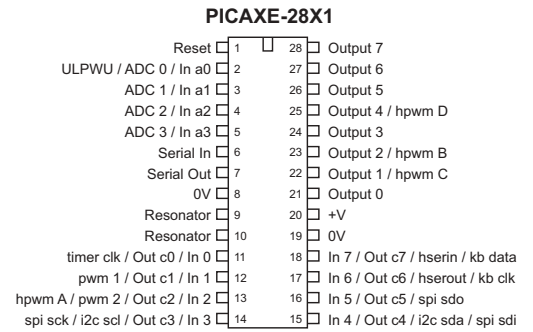 PICAXE-28X1
Reset 1 28 Output 7
ULPWU / ADC 0 / In a0 2 27 Output 6
ADC 1 / In a1 3 26 Output 5
ADC 2 / In a2 4 25 Output 4 / hpwm D
ADC 3 / In a3 5 24 Output 3
Serial In 6 23 Output 2 / hpwm B
Serial Out 7 22 Output 1 / hpwm C
0V 8 21 Output 0
Resonator 9 20 +V
Resonator 10 19 0V
timer clk / Out c0 / In 0 11 18 In 7 / Out c7 / hserin / kb data
pwm 1 / Out c1 / In 1 12 17 In 6 / Out c6 / hserout / kb clk
hpwm A / pwm 2 / Out c2 / In 2 13 16 In 5 / Out c5 / spi sdo
spi sck / i2c scl / Out c3 / In 3 14 15 In 4 / Out c4 / i2c sda / spi sdi